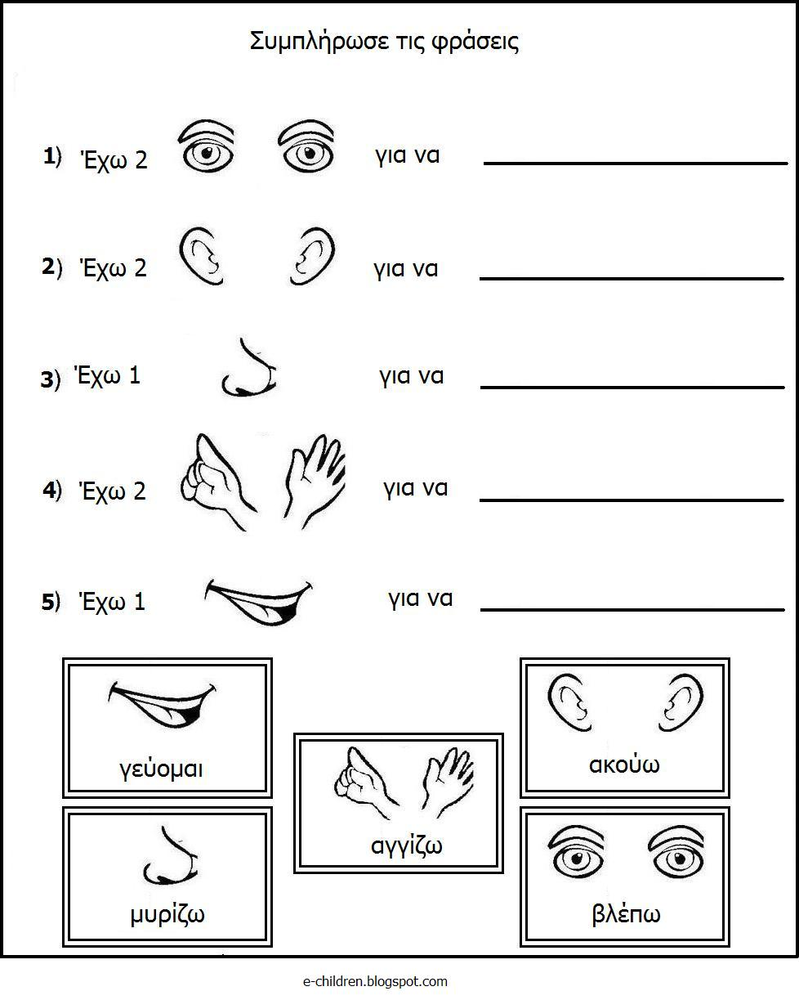 Συμπλήρωσε τις φράσεις
1) Έχω 2 για να
2) Έχω 2 για να
3) Έχω 1 για να
4) Έχω 2 για να
5) Έχω 1 για να
γεύομαι
ακούω
αγγίζω
μυρίζω
βλέπω
e-children.blogspot.com